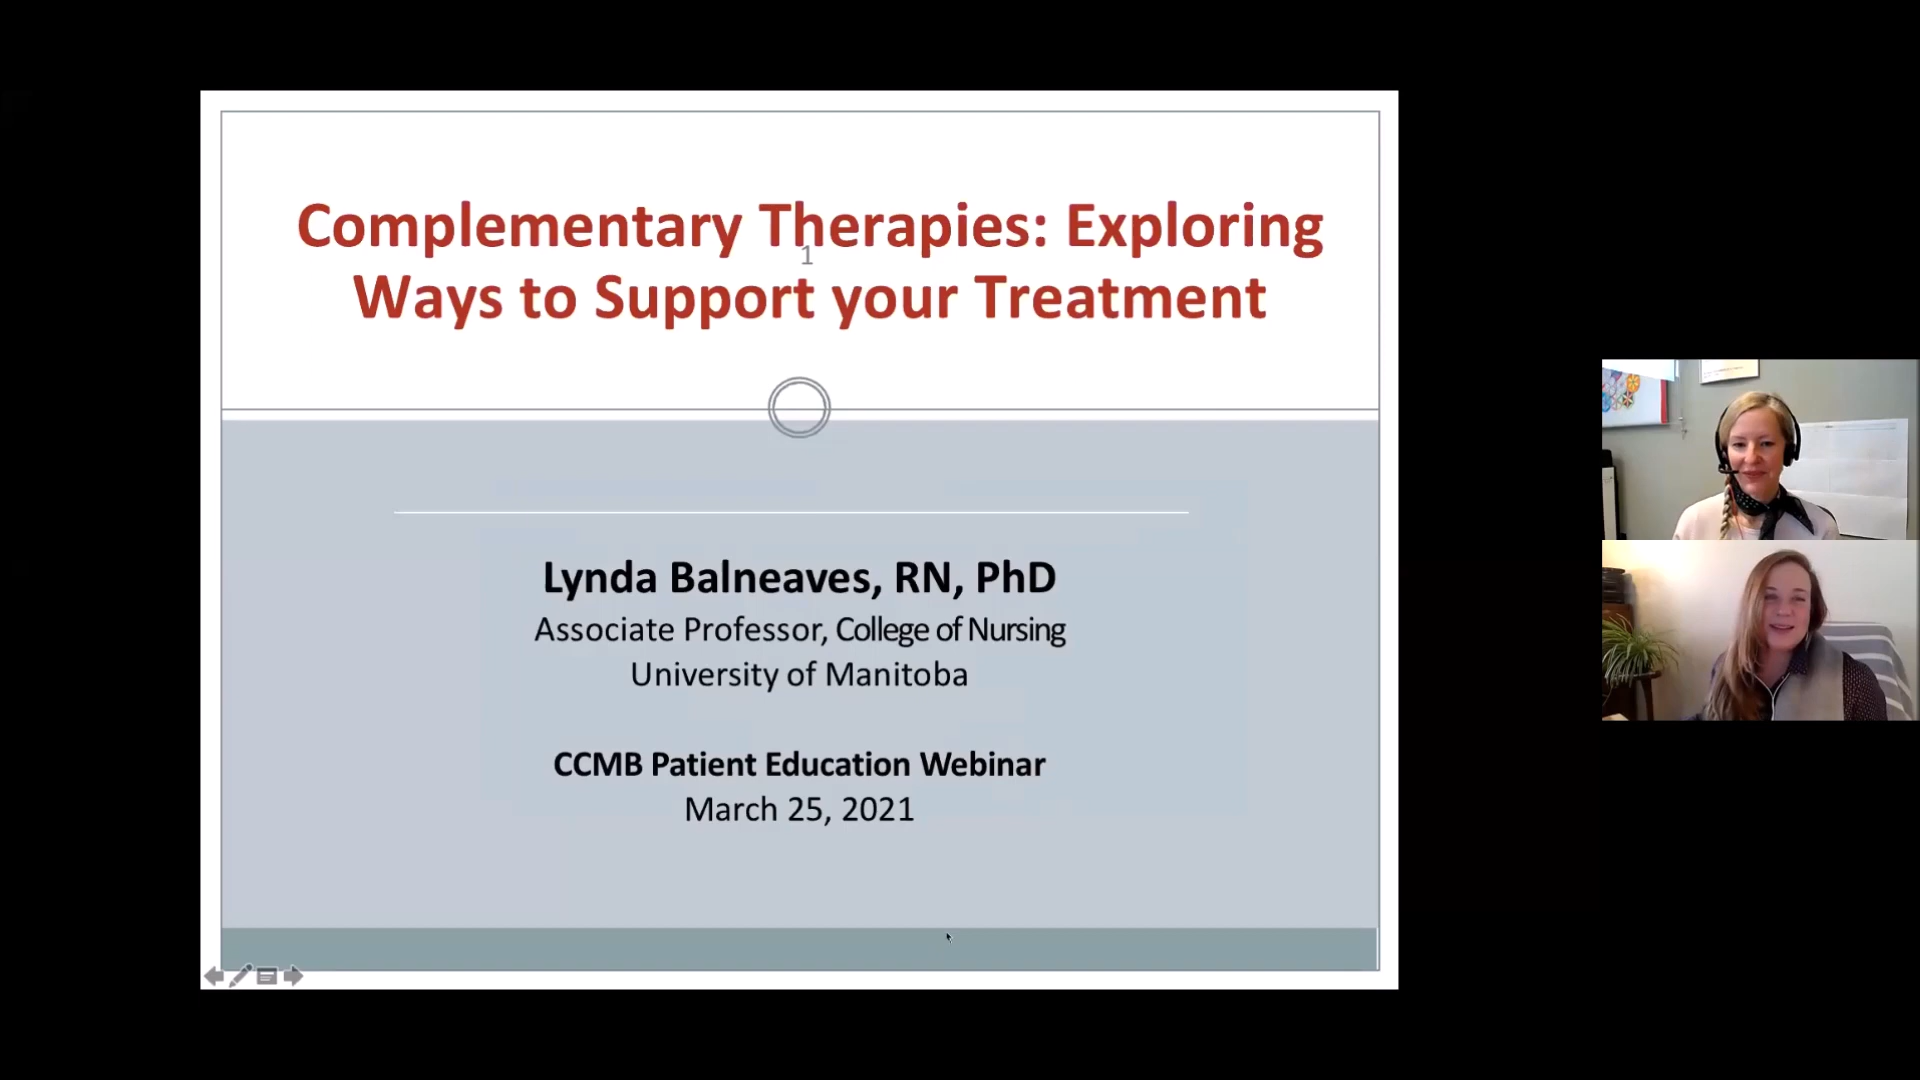 Complementary Therapies: Exploring
1
Ways to Support your Treatment
Lynda Balneaves, RN, PhD
Associate Professor, College of Nursing
University of Manitoba
CCMB Patient Education Webinar
March 25, 2021